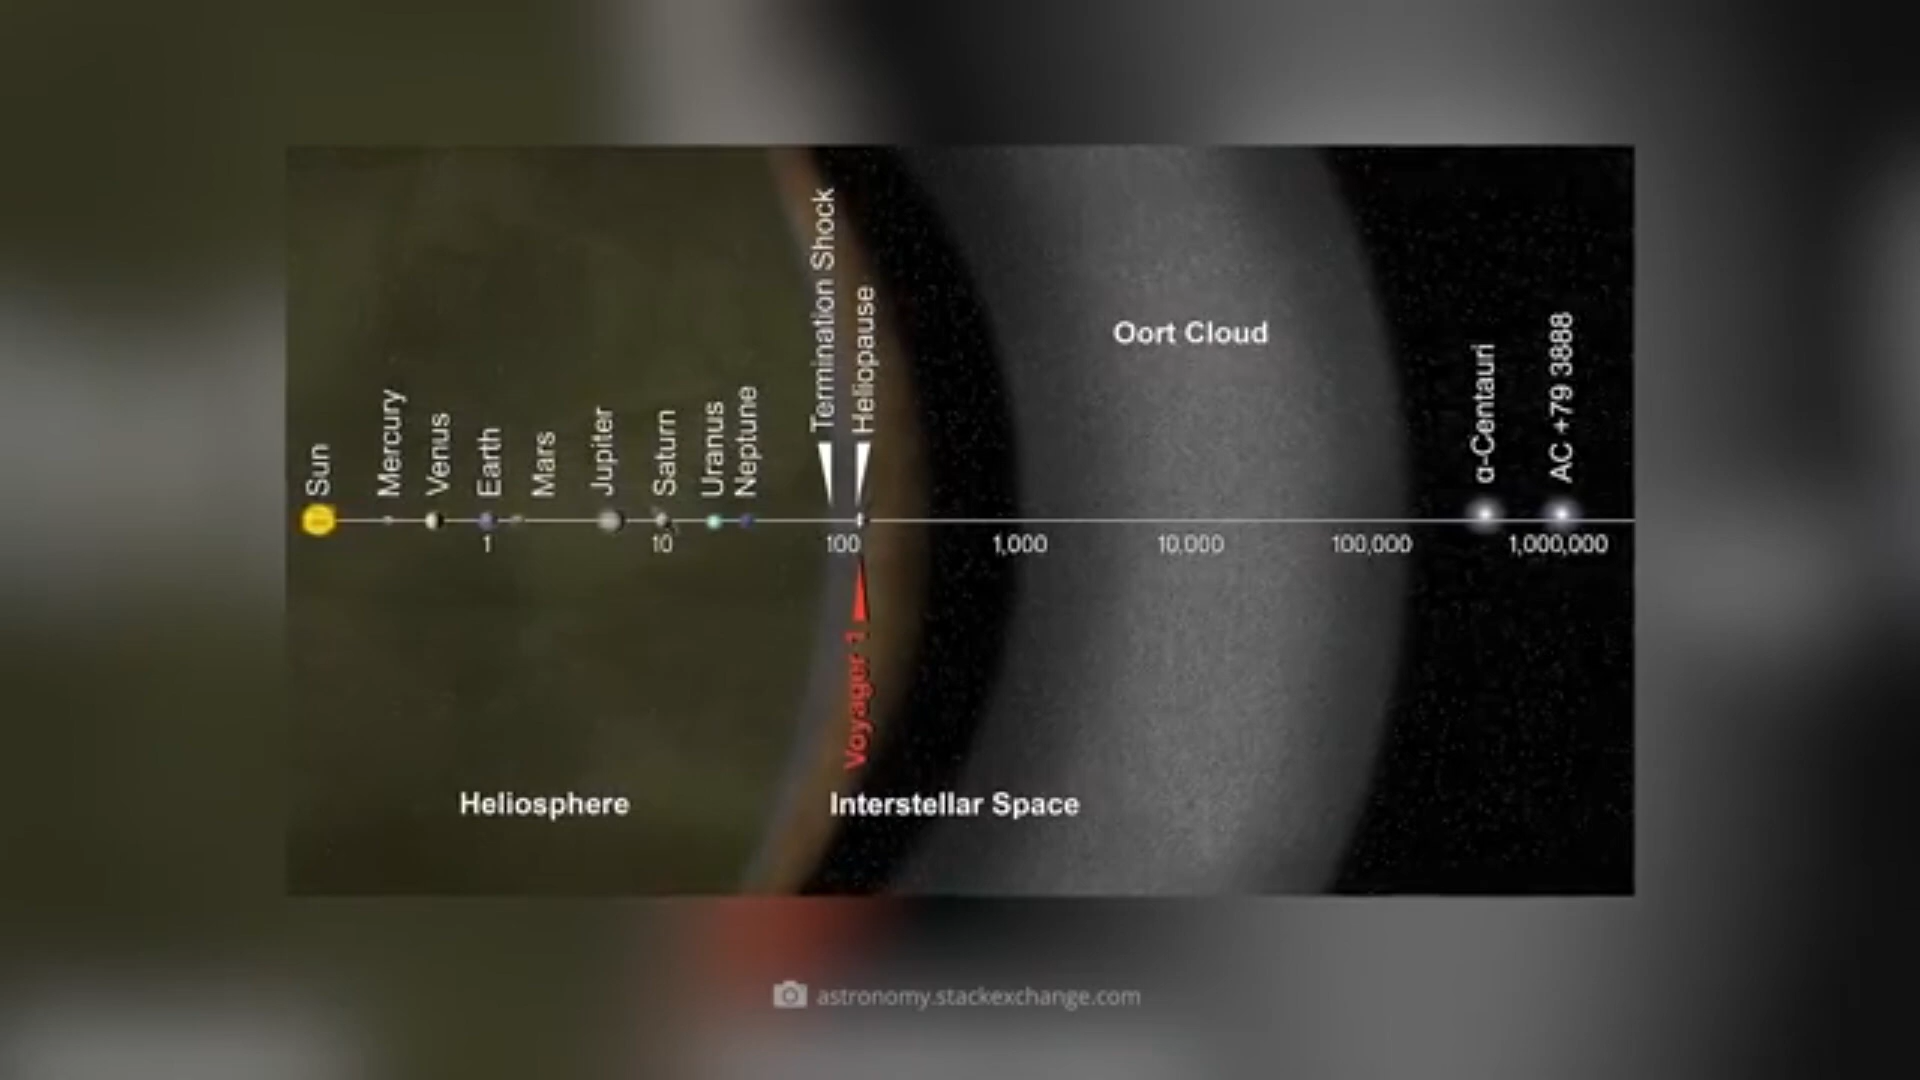 Sun
Mercury
Venus
Earth
Mars
Jupiter
Saturn
Uranus
Neptune
Termination Shock
Heliopause
Oort Cloud
α-Centauri
AC +79 3888
1
10
100
1,000
10,000
100,000
1,000,000
Voyager 1
Heliosphere
Interstellar Space
astronomy.stackexchange.com